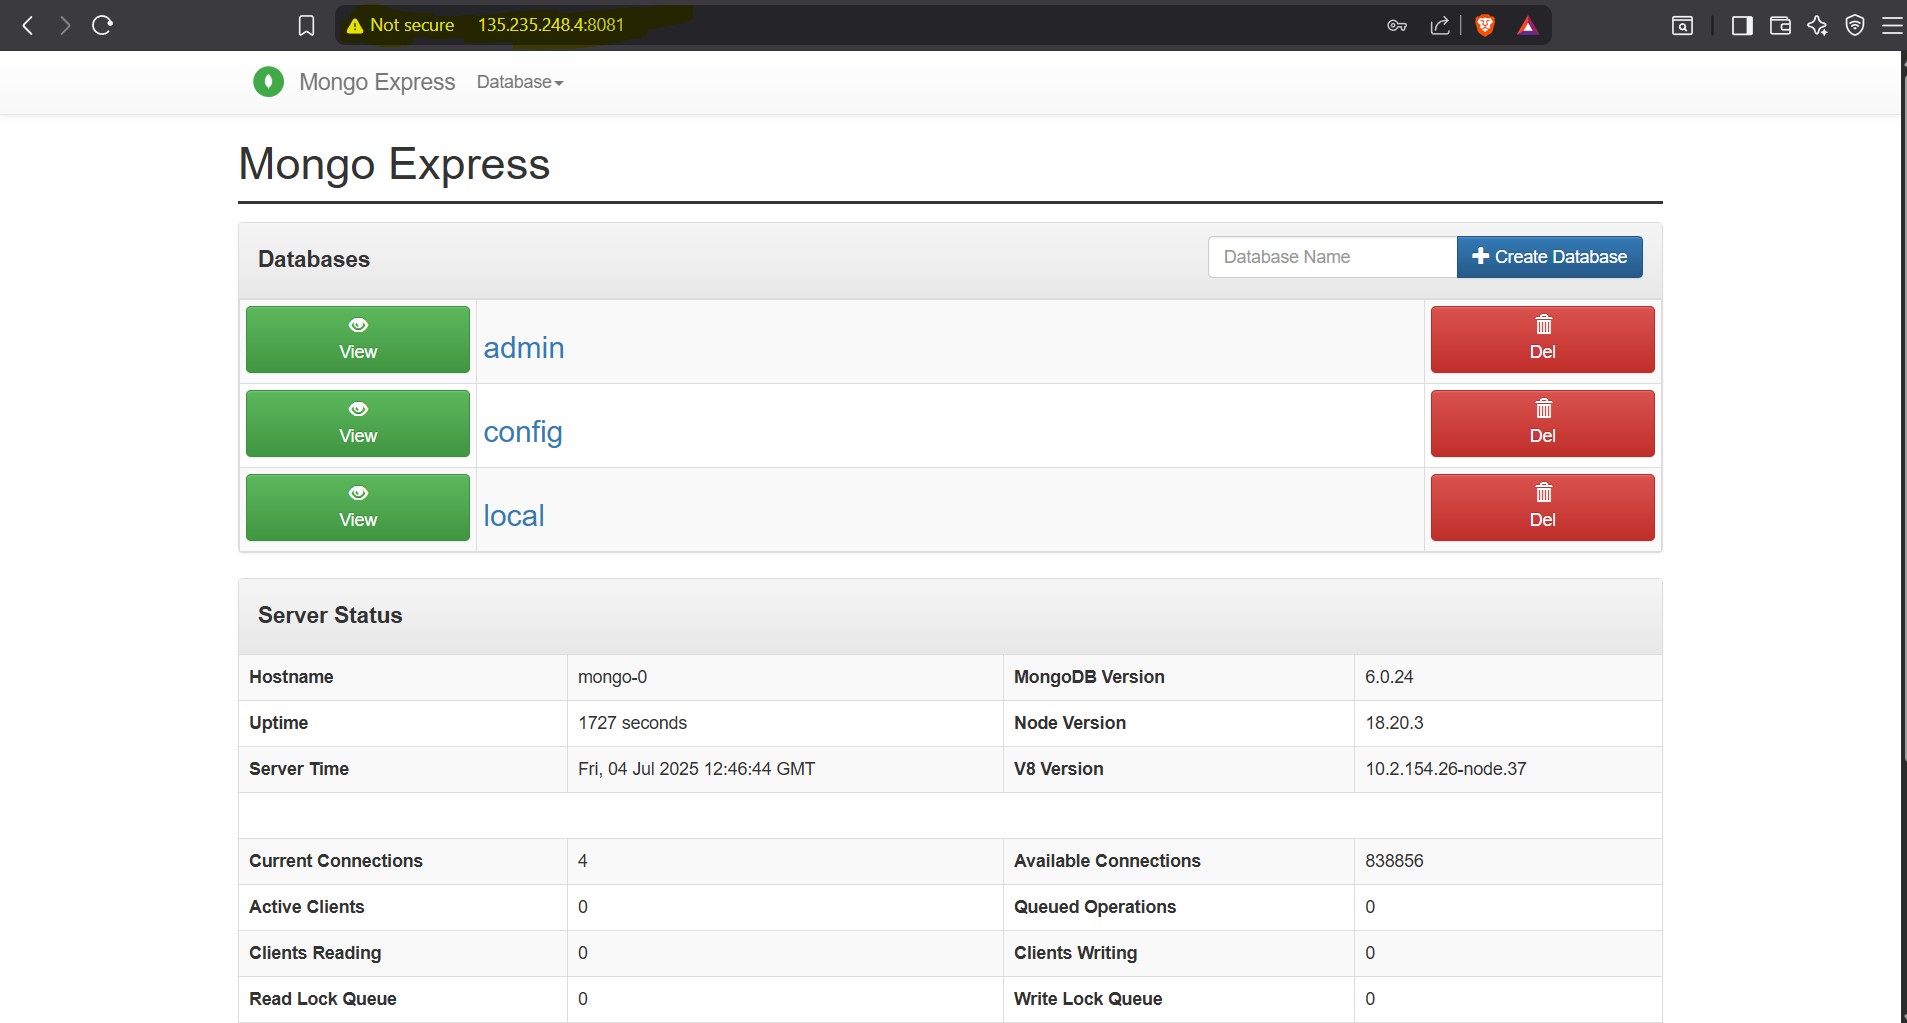 Not secure 135.235.248.4:8081
Mongo Express Database
Mongo Express
Databases
Database Name
Create Database
View admin Del
View config Del
View local Del
Server Status
Hostname mongo-0 MongoDB Version 6.0.24
Uptime 1727 seconds Node Version 18.20.3
Server Time Fri, 04 Jul 2025 12:46:44 GMT V8 Version 10.2.154.26-node.37
Current Connections 4 Available Connections 838856
Active Clients 0 Queued Operations 0
Clients Reading 0 Clients Writing 0
Read Lock Queue 0 Write Lock Queue 0